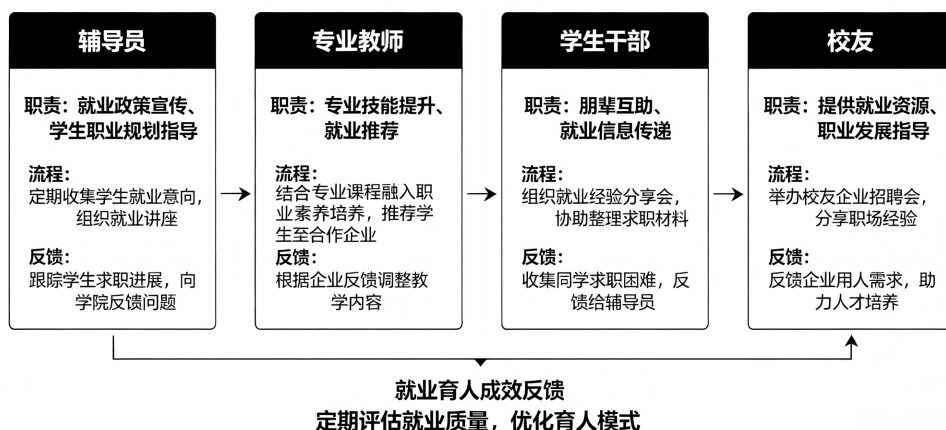 辅导员
职责：就业政策宣传、
学生职业规划指导
流程：
定期收集学生就业意向，
组织就业讲座
反馈：
跟踪学生求职进展，向
学院反馈问题
专业教师
职责：专业技能提升、
就业推荐
流程：
结合专业课程融入职
业素养培养，推荐学
生至合作企业
反馈：
根据企业反馈调整教
学内容
学生干部
职责：朋辈互助、
就业信息传递
流程：
组织就业经验分享会，
协助整理求职材料
反馈：
收集同学求职困难，反
馈给辅导员
校友
职责：提供就业资源、
职业发展指导
流程：
举办校友企业招聘会，
分享职场经验
反馈：
反馈企业用人需求，助
力人才培养
就业育人成效反馈
定期评估就业质量，优化育人模式